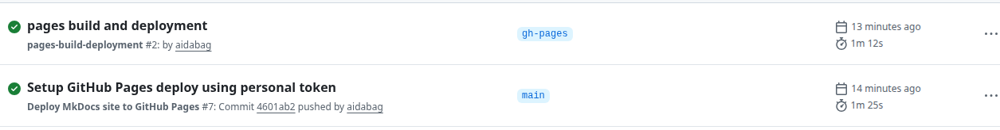 pages build and deployment
pages-build-deployment #2: by aidabag
gh-pages
13 minutes ago
1m 12s
Setup GitHub Pages deploy using personal token
Deploy MkDocs site to GitHub Pages #7: Commit 4601ab2 pushed by aidabag
main
14 minutes ago
1m 25s